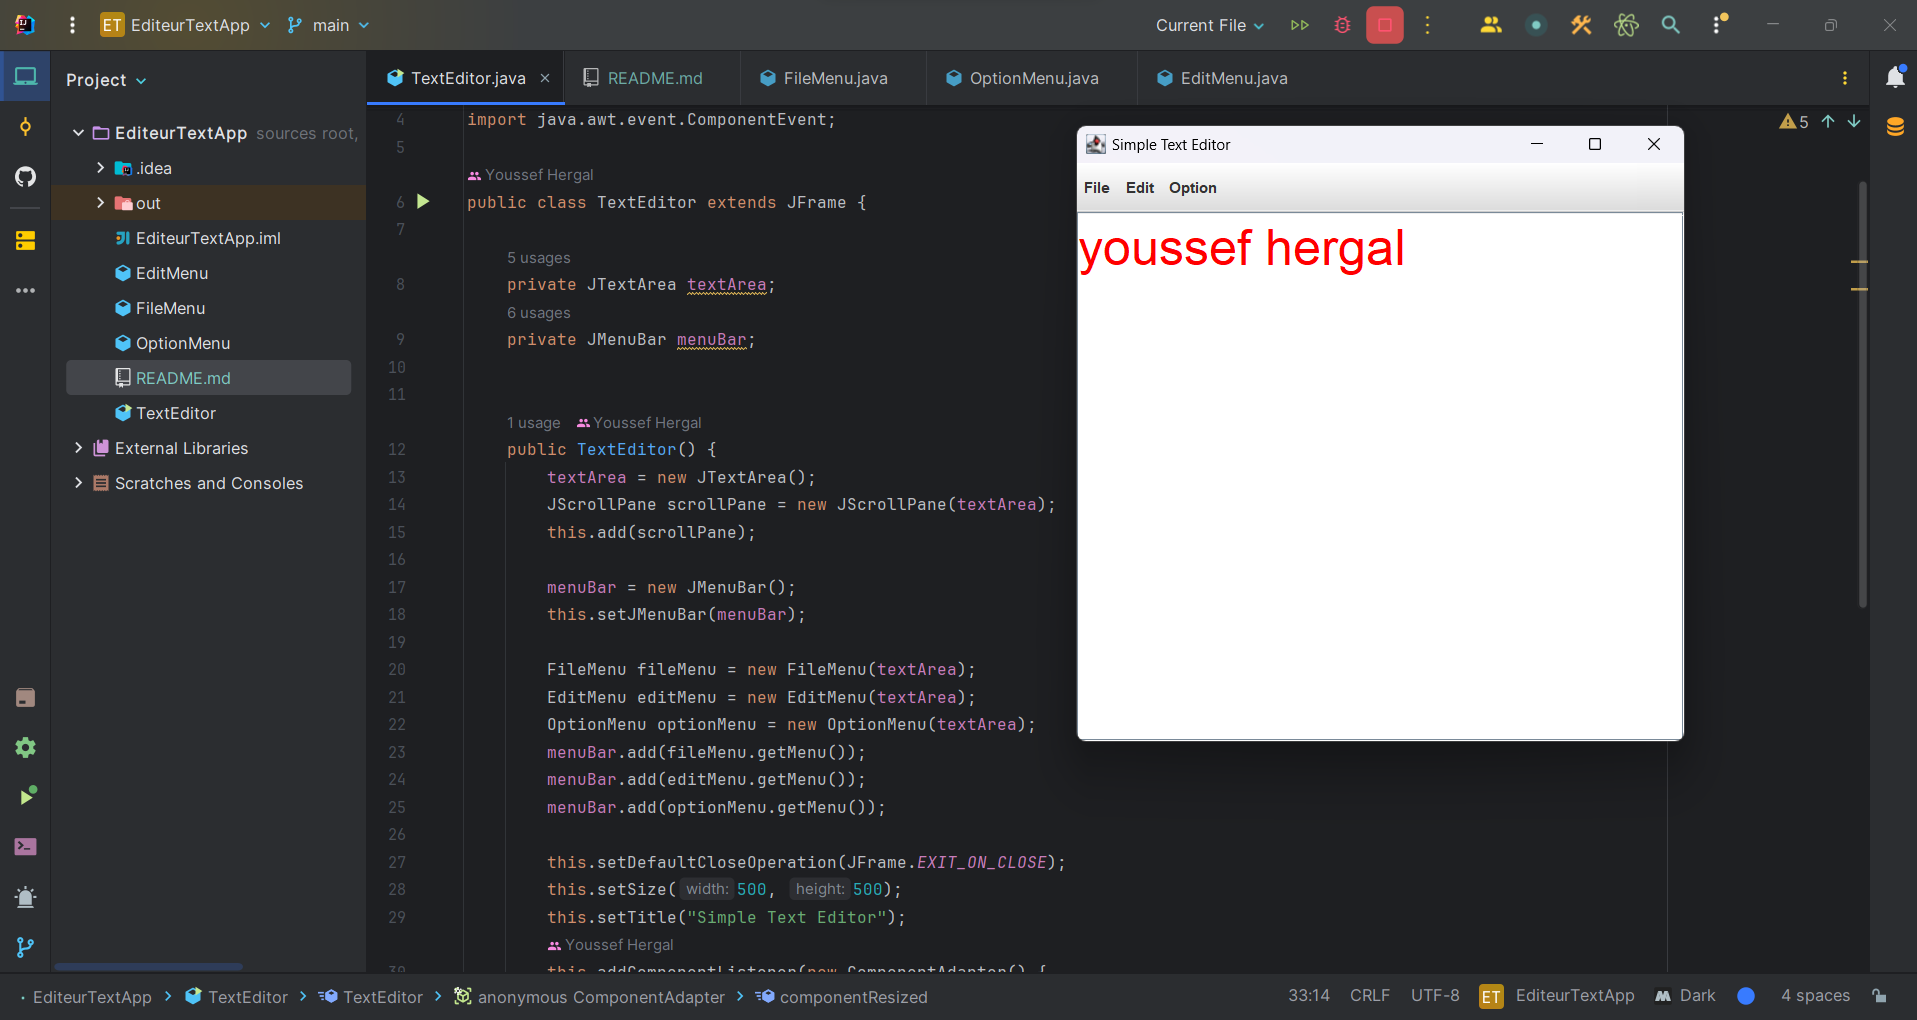 ET EditeurTextApp main Current File
Project
TextEditor.java README.md FileMenu.java OptionMenu.java EditMenu.java
EditeurTextApp sources root,
.idea
out
EditeurTextApp.iml
EditMenu
FileMenu
OptionMenu
README.md
TextEditor
External Libraries
Scratches and Consoles
4 import java.awt.event.ComponentEvent;
5
Youssef Hergal
6 public class TextEditor extends JFrame {
7
5 usages
8 private JTextArea textArea;
6 usages
9 private JMenuBar menuBar;
10
11
1 usage Youssef Hergal
12 public TextEditor() {
13 textArea = new JTextArea();
14 JScrollPane scrollPane = new JScrollPane(textArea);
15 this.add(scrollPane);
16
17 menuBar = new JMenuBar();
18 this.setJMenuBar(menuBar);
19
20 FileMenu fileMenu = new FileMenu(textArea);
21 EditMenu editMenu = new EditMenu(textArea);
22 OptionMenu optionMenu = new OptionMenu(textArea);
23 menuBar.add(fileMenu.getMenu());
24 menuBar.add(editMenu.getMenu());
25 menuBar.add(optionMenu.getMenu());
26
27 this.setDefaultCloseOperation(JFrame.EXIT_ON_CLOSE);
28 this.setSize( width: 500, height: 500);
29 this.setTitle("Simple Text Editor");
Youssef Hergal
30 this.addComponentListener(new ComponentAdapter() {
5
Simple Text Editor
File Edit Option
youssef hergal
EditeurTextApp TextEditor TextEditor anonymous ComponentAdapter componentResized
33:14 CRLF UTF-8 ET EditeurTextApp Dark 4 spaces